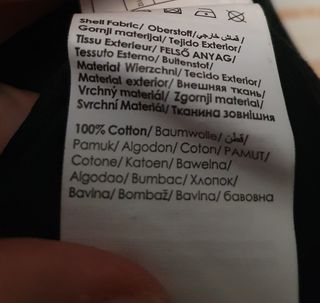 Shell Fabric/ Oberstoff/ قماش خارجي/
Gornji materijal/ Tejido Exterior/
Tissu Exterieur/ FELSŐ ANYAG/
Tessuto Esterno/ Buitenstof/
Materiał Wierzchni/ Tecido Exterior/
Material exterior/ Внешняя ткань/
Vrchný materiál/ Zgornji material/
Svrchní Materiál/ Тканина зовнішня
100% Cotton/ Baumwolle/ قطن/
Pamuk/ Algodon/ Coton/ PAMUT/
Cotone/ Katoen/ Bawelna/
Algodao/ Bumbac/ Хлопок/
Bavlna/ Bombaž/ Bavlna/ бавовна